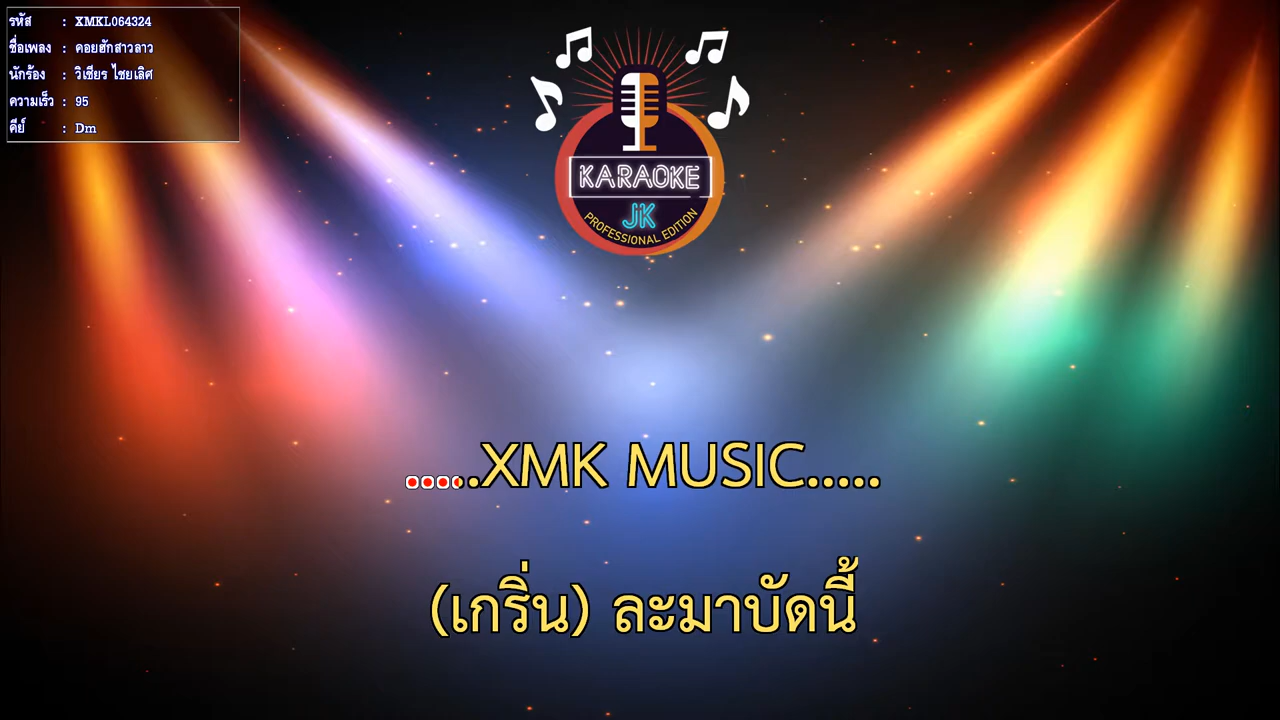 รหัส : XMKL064324
ชื่อเพลง : คอยฮักสาวลาว
นักร้อง : วิเชียร ไชยเลิศ
ความเร็ว : 95
คีย์ : Dm
KARAOKE
JK
PROFESSIONAL EDITION
.....XMK MUSIC.....
(เกริ่น) ละมาบัดนี้